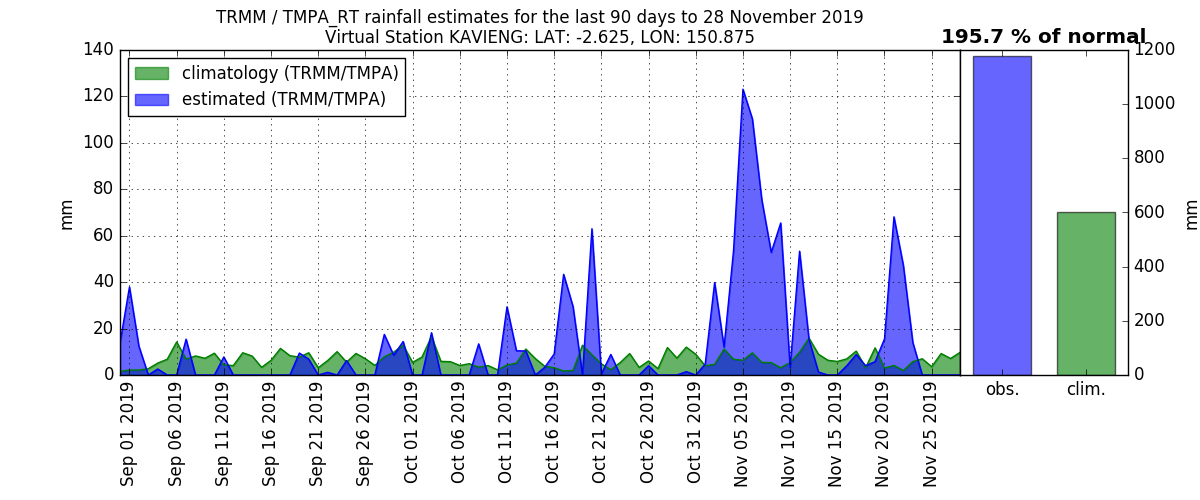 TRMM / TMPA_RT rainfall estimates for the last 90 days to 28 November 2019
Virtual Station KAVIENG: LAT: -2.625, LON: 150.875
195.7 % of normal
climatology (TRMM/TMPA)
estimated (TRMM/TMPA)
140
120
100
80
60
40
20
0
mm
Sep 01 2019
Sep 06 2019
Sep 11 2019
Sep 16 2019
Sep 21 2019
Sep 26 2019
Oct 01 2019
Oct 06 2019
Oct 11 2019
Oct 16 2019
Oct 21 2019
Oct 26 2019
Oct 31 2019
Nov 05 2019
Nov 10 2019
Nov 15 2019
Nov 20 2019
Nov 25 2019
obs.
clim.
1200
1000
800
600
400
200
0
mm